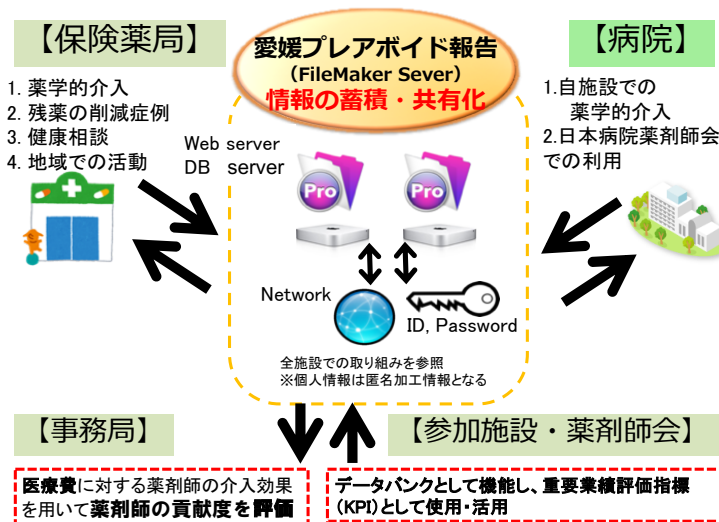 【保険薬局】
1. 薬学的介入
2. 残薬の削減症例
3. 健康相談
4. 地域での活動
愛媛プレアボイド報告
(FileMaker Sever)
情報の蓄積・共有化
【病院】
1.自施設での
薬学的介入
2.日本病院薬剤師会
での利用
Web server
DB server
Pro
Pro
Network
ID, Password
全施設での取り組みを参照
※個人情報は匿名加工情報となる
【事務局】
医療費に対する薬剤師の介入効果
を用いて薬剤師の貢献度を評価
【参加施設・薬剤師会】
データバンクとして機能し、重要業績評価指標
(KPI)として使用・活用